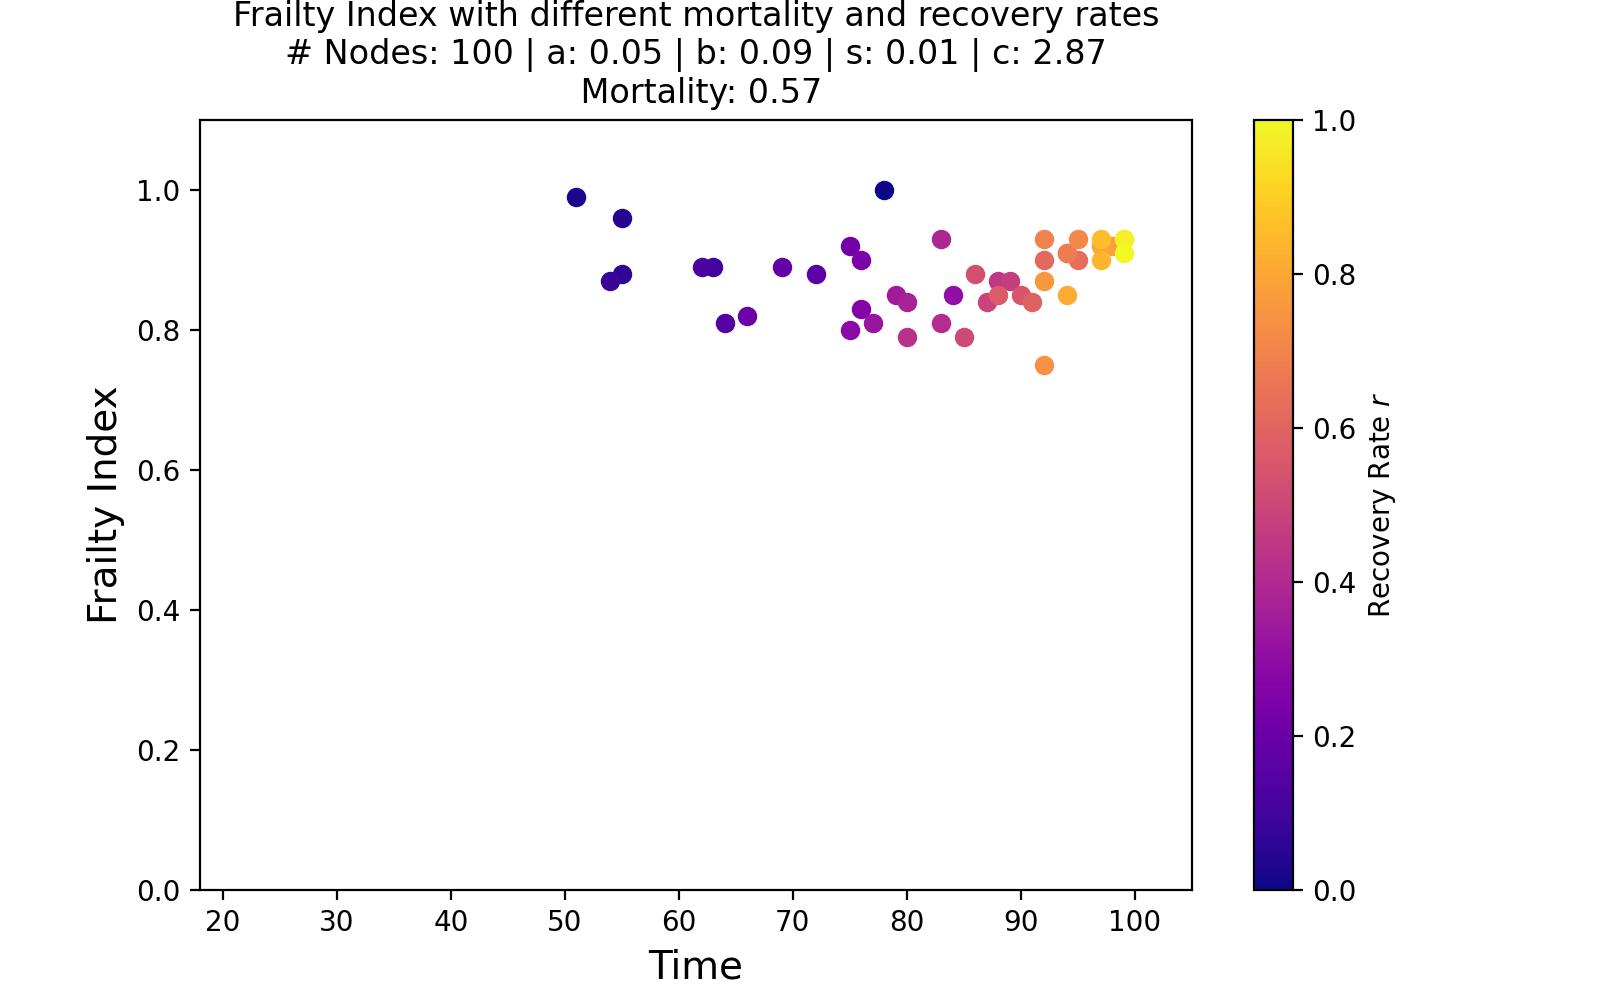 Frailty Index with different mortality and recovery rates
# Nodes: 100 | a: 0.05 | b: 0.09 | s: 0.01 | c: 2.87
Mortality: 0.57
1.0
0.8
0.6
0.4
0.2
0.0
Frailty Index
20 30 40 50 60 70 80 90 100
Time
1.0
0.8
0.6
0.4
0.2
0.0
Recovery Rate r